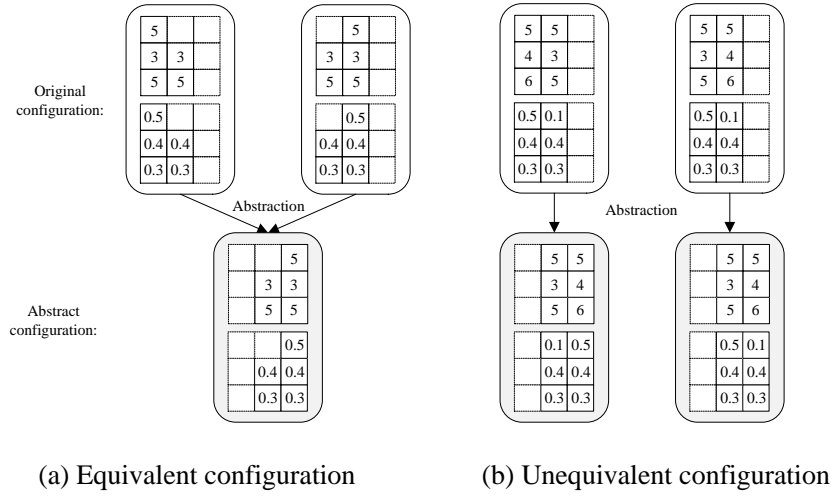 5 5 5 5 5 5
3 3 3 3 4 3 3 4
5 5 5 5 6 5 5 6
Original
configuration:
0.5 0.5 0.5 0.1 0.5 0.1
0.4 0.4 0.4 0.4 0.4 0.4 0.4 0.4
0.3 0.3 0.3 0.3 0.3 0.3 0.3 0.3
Abstraction Abstraction
5 5 5 5 5
3 3 3 4 3 4
5 5 5 6 5 6
Abstract
configuration:
0.5 0.1 0.5 0.5 0.1
0.4 0.4 0.4 0.4 0.4 0.4
0.3 0.3 0.3 0.3 0.3 0.3
(a) Equivalent configuration (b) Unequivalent configuration